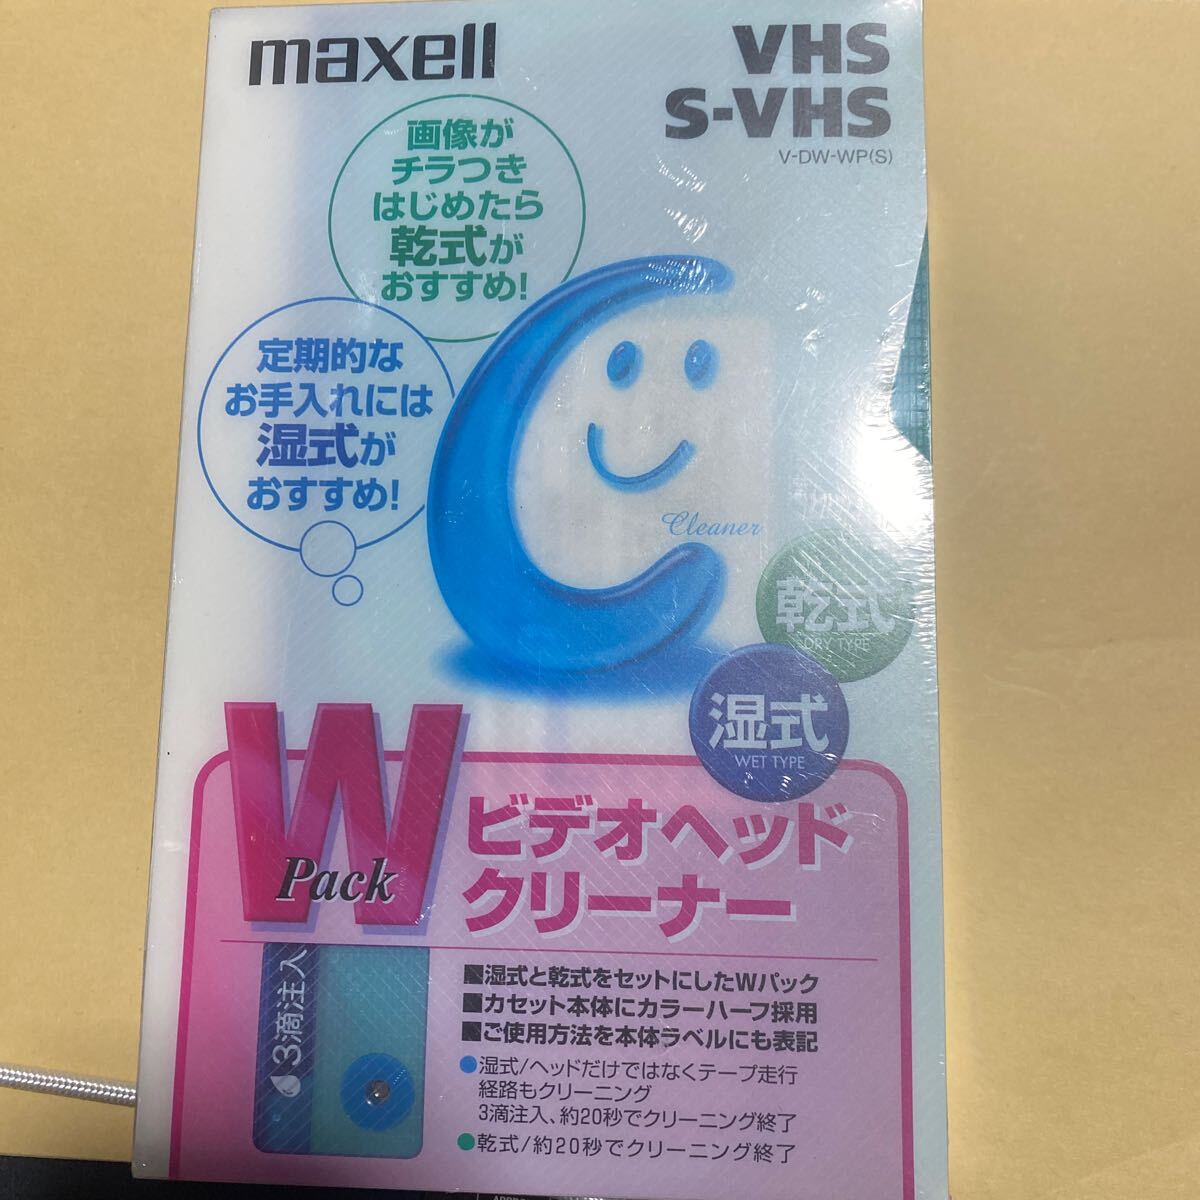 maxell
VHS
S-VHS
V-DW-WP(S)
画像が
チラつき
はじめたら
乾式が
おすすめ!
定期的な
お手入れには
湿式が
おすすめ!
Cleaner
乾式
DRY TYPE
湿式
WET TYPE
W
Pack
ビデオヘッド
クリーナー
3滴注入
■湿式と乾式をセットにしたWパック
■カセット本体にカラーハーフ採用
■ご使用方法を本体ラベルにも表記
●湿式/ヘッドだけではなくテープ走行
経路もクリーニング
3滴注入、約20秒でクリーニング終了
●乾式/約20秒でクリーニング終了